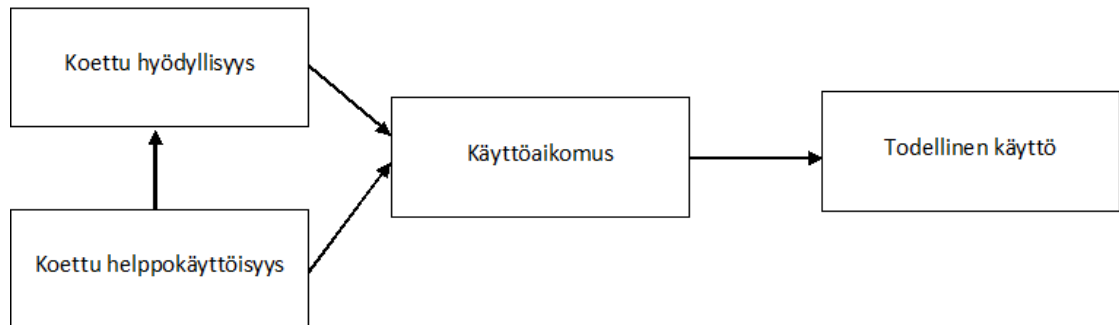 Koettu hyödyllisyys
Koettu helppokäyttöisyys
Käyttöaikomus
Todellinen käyttö